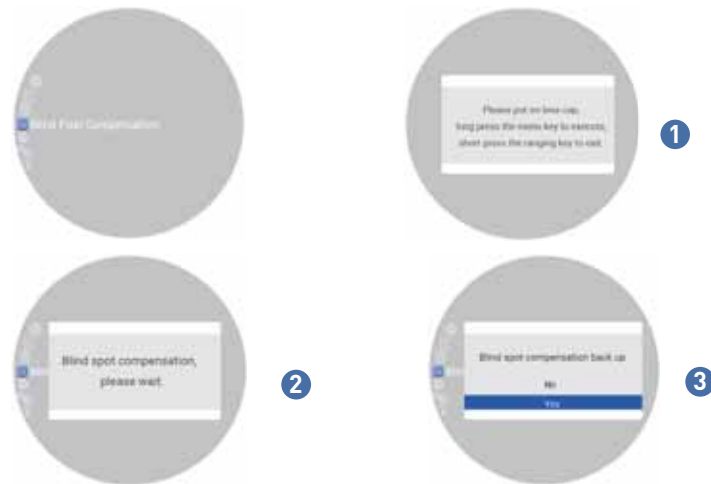 Blind Pixel Compensation
Please put on lens cap,
long press the menu key to execute,
short press the ranging key to exit.
1
Blind spot compensation,
please wait.
2
Blind spot compensation back up
No
Yes
3